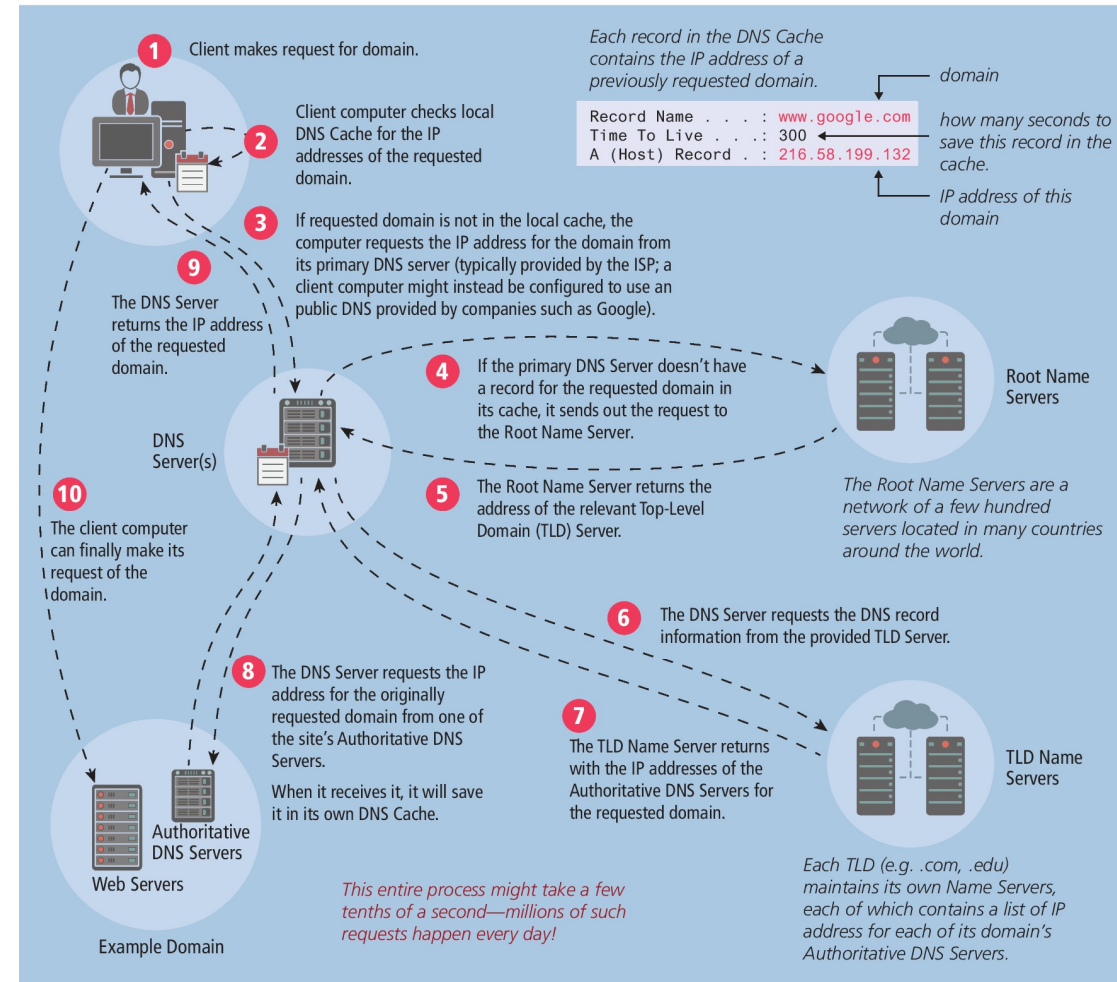 1
Client makes request for domain.
Each record in the DNS Cache
contains the IP address of a
previously requested domain.
domain
Record Name . . . : www.google.com
Time To Live . . .: 300
A (Host) Record . : 216.58.199.132
how many seconds to
save this record in the
cache.
IP address of this
domain
2
Client computer checks local
DNS Cache for the IP
addresses of the requested
domain.
3
If requested domain is not in the local cache, the
computer requests the IP address for the domain from
its primary DNS server (typically provided by the ISP; a
client computer might instead be configured to use an
public DNS provided by companies such as Google).
9
The DNS Server
returns the IP address
of the requested
domain.
4
If the primary DNS Server doesn't have
a record for the requested domain in
its cache, it sends out the request to
the Root Name Server.
Root Name
Servers
DNS
Server(s)
5
The Root Name Server returns the
address of the relevant Top-Level
Domain (TLD) Server.
The Root Name Servers are a
network of a few hundred
servers located in many countries
around the world.
10
The client computer
can finally make its
request of the
domain.
6
The DNS Server requests the DNS record
information from the provided TLD Server.
8
The DNS Server requests the IP
address for the originally
requested domain from one of
the site's Authoritative DNS
Servers.
When it receives it, it will save
it in its own DNS Cache.
7
The TLD Name Server returns
with the IP addresses of the
Authoritative DNS Servers for
the requested domain.
TLD Name
Servers
Authoritative
DNS Servers
Web Servers
Example Domain
This entire process might take a few
tenths of a second—millions of such
requests happen every day!
Each TLD (e.g. .com, .edu)
maintains its own Name Servers,
each of which contains a list of IP
address for each of its domain's
Authoritative DNS Servers.